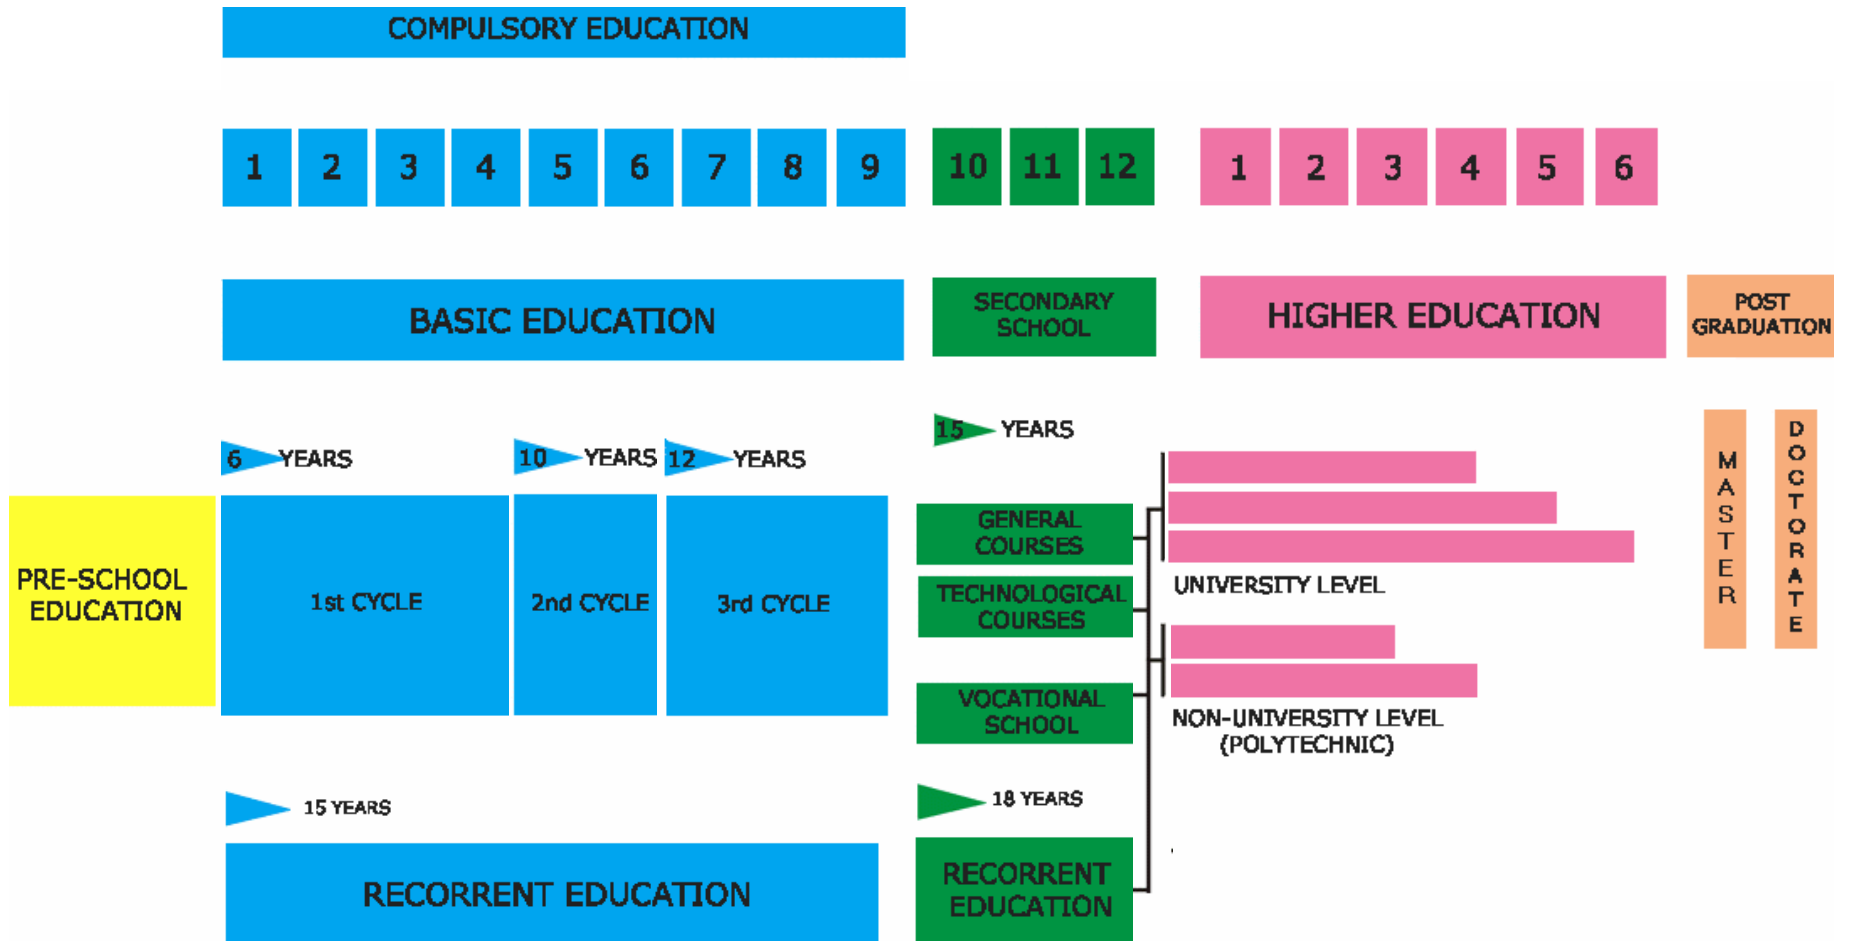 COMPULSORY EDUCATION
1 2 3 4 5 6 7 8 9 10 11 12 1 2 3 4 5 6
BASIC EDUCATION
SECONDARY
SCHOOL
HIGHER EDUCATION
POST
GRADUATION
6 YEARS
10 YEARS
12 YEARS
15 YEARS
PRE-SCHOOL
EDUCATION
1st CYCLE
2nd CYCLE
3rd CYCLE
GENERAL
COURSES
TECHNOLOGICAL
COURSES
VOCATIONAL
SCHOOL
UNIVERSITY LEVEL
NON-UNIVERSITY LEVEL
(POLYTECHNIC)
MASTER
DOCTORATE
15 YEARS
18 YEARS
RECORRENT EDUCATION
RECORRENT
EDUCATION